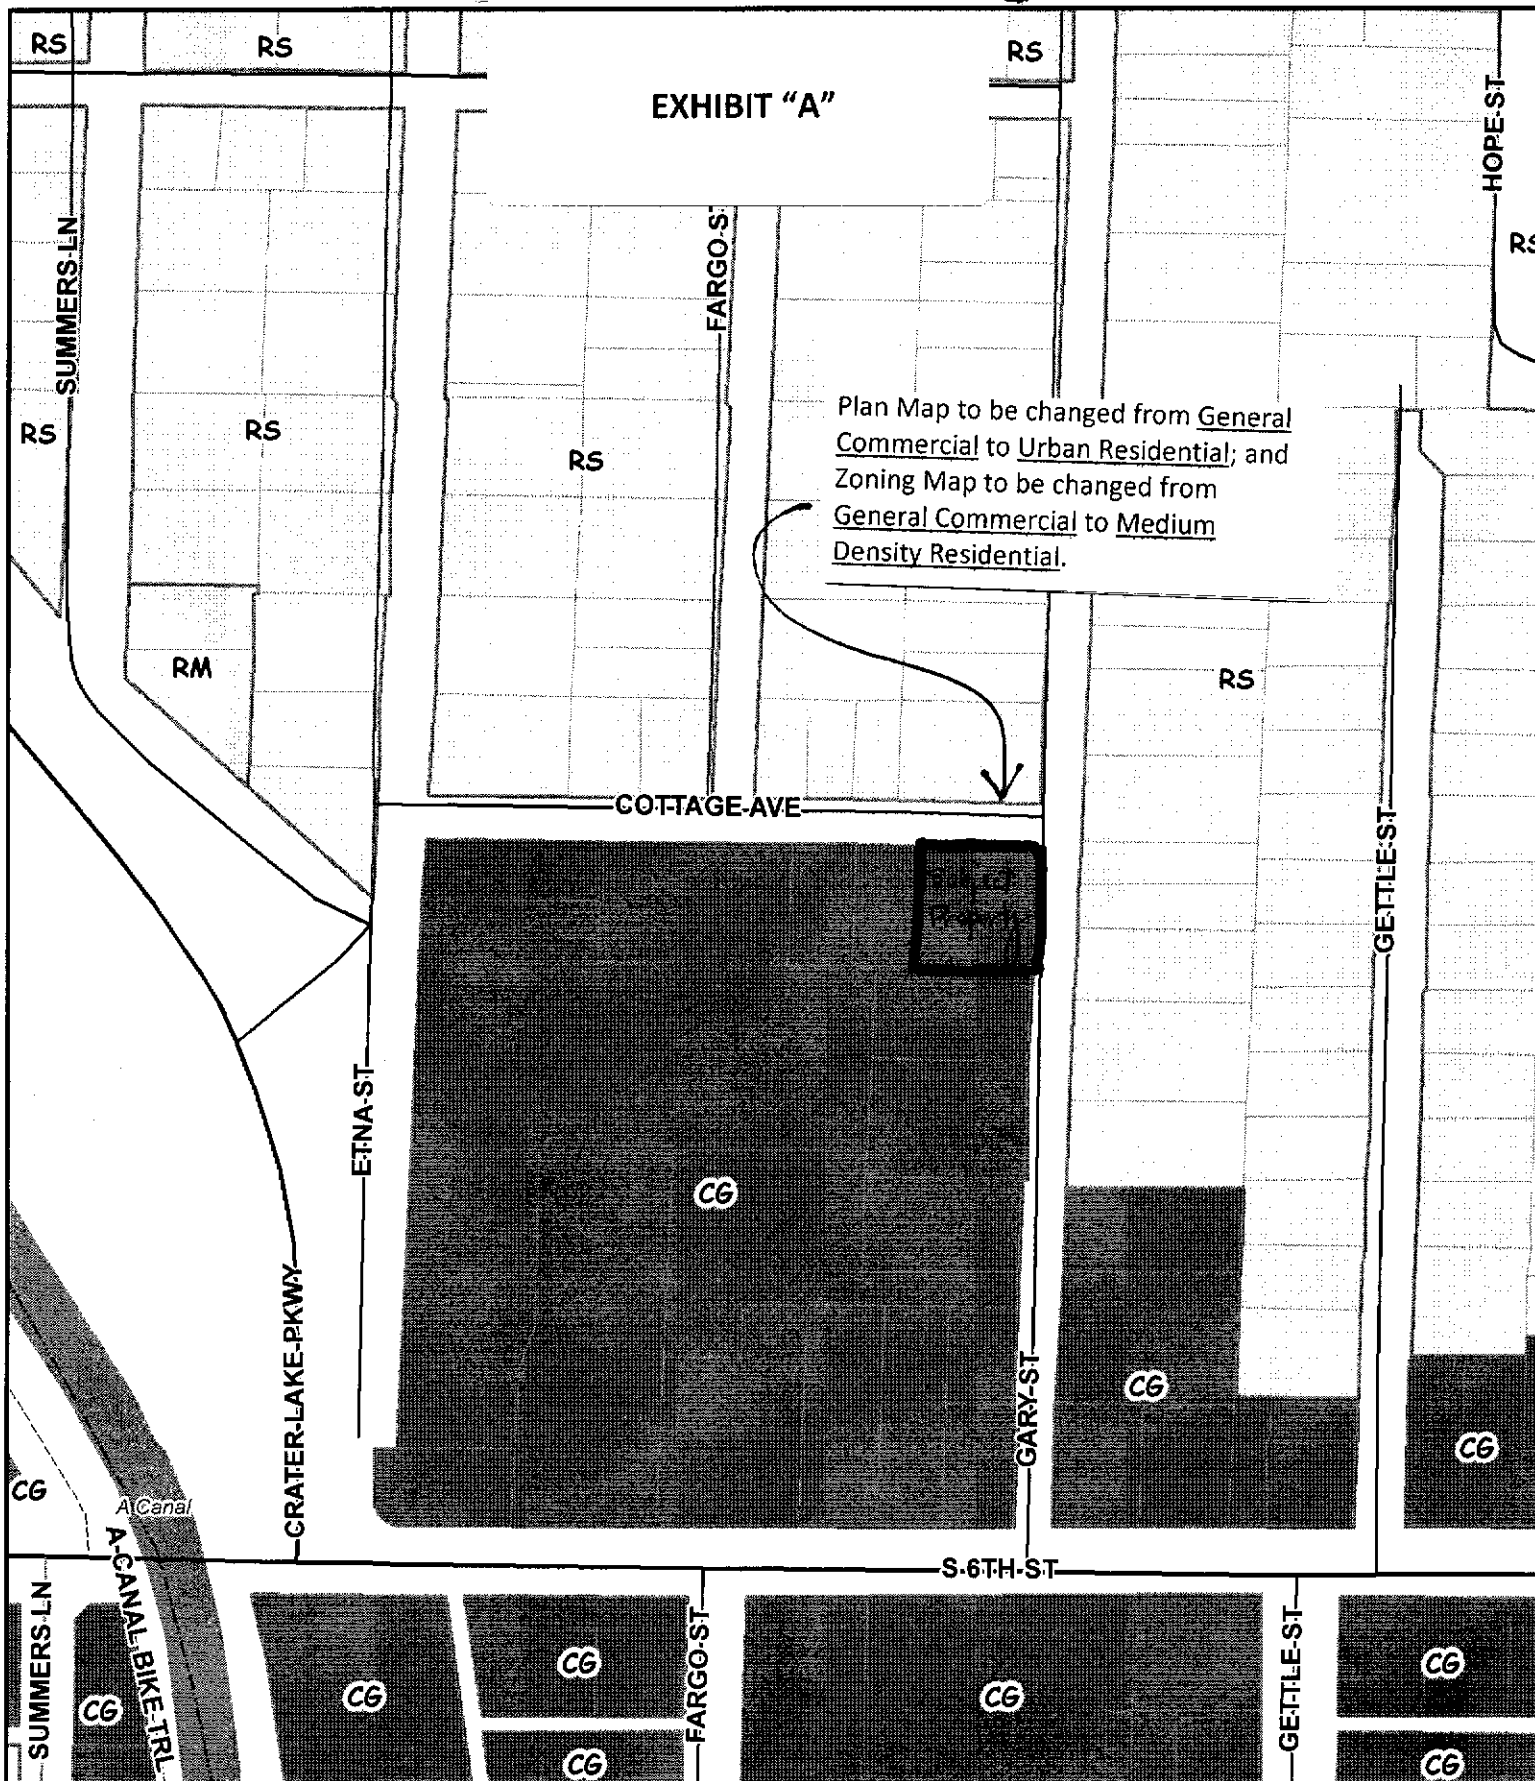 RS
RS
RS
EXHIBIT “A”
HOPE-ST
RS
SUMMERS-LN
FARGO-S
RS
RS
RS
Plan Map to be changed from General
Commercial to Urban Residential; and
Zoning Map to be changed from
General Commercial to Medium
Density Residential.
RM
RS
COTTAGE-AVE
GETTLE-ST
Subject
Property
ETNA-ST
CG
CRATER-LAKE-PKWY
GARY-ST
CG
CG
CG
A Canal
A-CANAL BIKE-TRL
S-6TH-ST
SUMMERS-LN
FARGO-ST
GETTLE-ST
CG
CG
CG
CG
CG
CG
CG